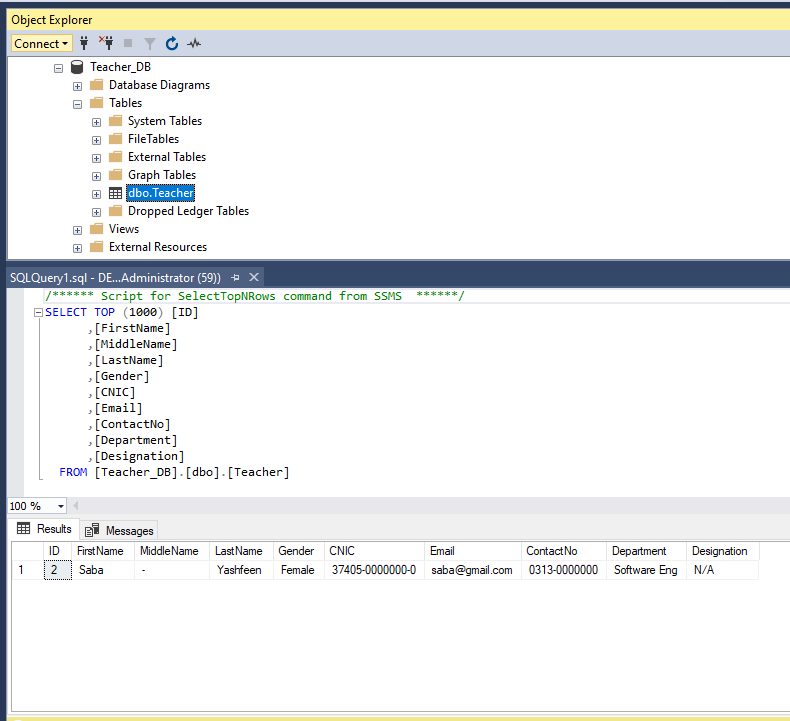 Object Explorer
Connect
Teacher_DB
Database Diagrams
Tables
System Tables
FileTables
External Tables
Graph Tables
dbo.Teacher
Dropped Ledger Tables
Views
External Resources
SQLQuery1.sql - DE...Administrator (59))
/****** Script for SelectTopNRows command from SSMS  ******/
SELECT TOP (1000) [ID]
,[FirstName]
,[MiddleName]
,[LastName]
,[Gender]
,[CNIC]
,[Email]
,[ContactNo]
,[Department]
,[Designation]
FROM [Teacher_DB].[dbo].[Teacher]
100 %
Results Messages
ID FirstName MiddleName LastName Gender CNIC Email ContactNo Department Designation
1 2 Saba - Yashfeen Female 37405-0000000-0 saba@gmail.com 0313-0000000 Software Eng N/A